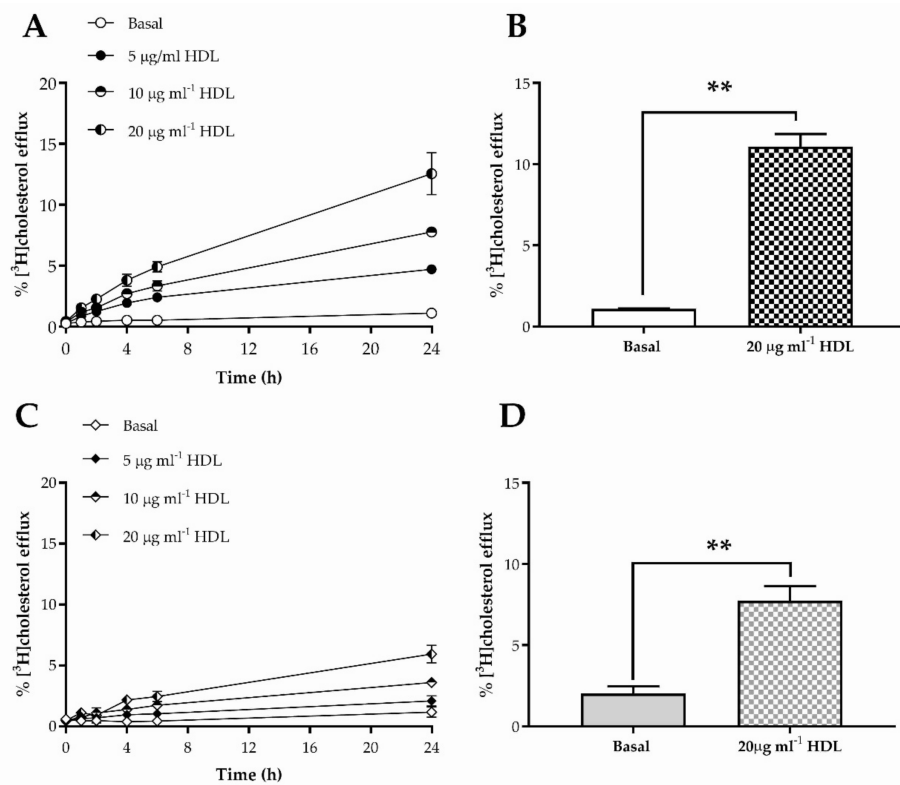 A
Basal
5 µg/ml HDL
10 µg ml⁻¹ HDL
20 µg ml⁻¹ HDL
% [³H]cholesterol efflux
20
15
10
5
0
0 4 8 12 16 20 24
Time (h)
B
**
% [³H]cholesterol efflux
15
10
5
0
Basal 20 µg ml⁻¹ HDL
C
Basal
5 µg ml⁻¹ HDL
10 µg ml⁻¹ HDL
20 µg ml⁻¹ HDL
% [³H]cholesterol efflux
20
15
10
5
0
0 4 8 12 16 20 24
Time (h)
D
**
% [³H]cholesterol efflux
15
10
5
0
Basal 20µg ml⁻¹ HDL